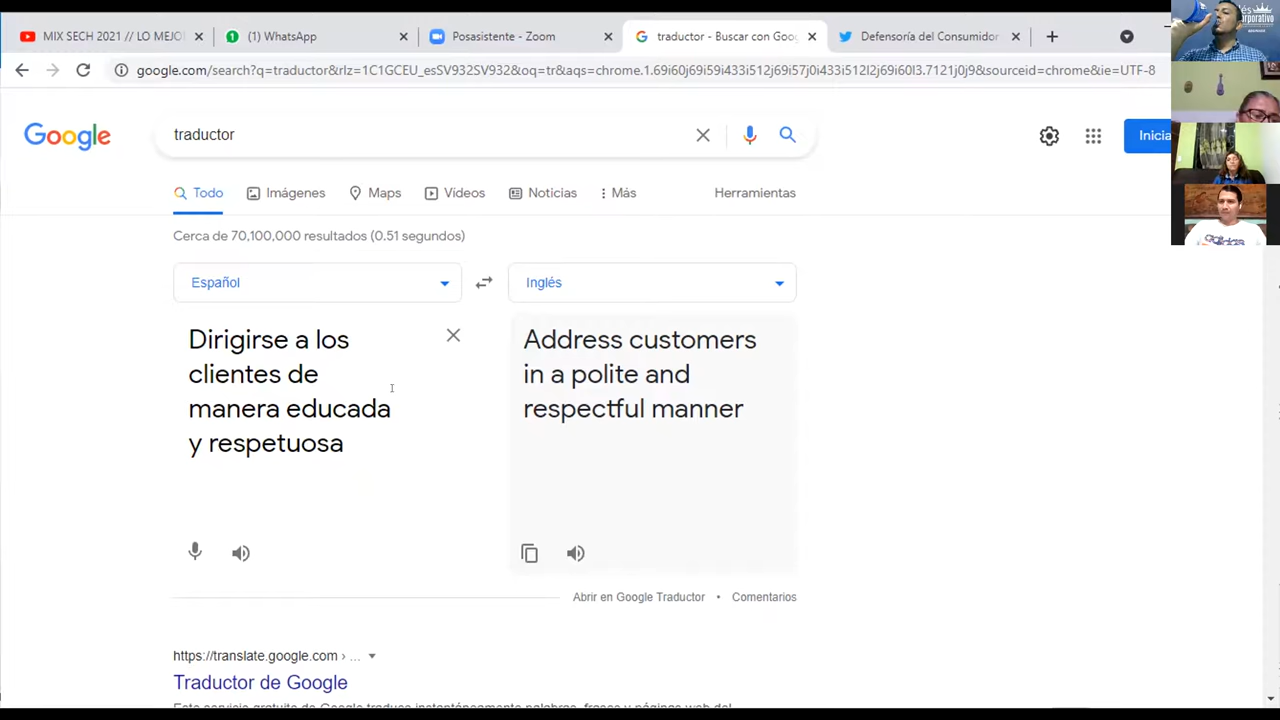 MIX SECH 2021 // LO MEJO
(1) WhatsApp
Posasistente - Zoom
traductor - Buscar con Goog
Defensoría del Consumidor
google.com/search?q=traductor&rlz=1C1GCEU_esSV932SV932&oq=tr&aqs=chrome.1.69i60j69i59i433i512j69i57j0i433i512l2j69i60l3.7121j0j9&sourceid=chrome&ie=UTF-8
Google
traductor
Inicia
Todo
Imágenes
Maps
Vídeos
Noticias
Más
Herramientas
Cerca de 70,100,000 resultados (0.51 segundos)
Español
Inglés
Dirigirse a los
clientes de
manera educada
y respetuosa
Address customers
in a polite and
respectful manner
Abrir en Google Traductor • Comentarios
https://translate.google.com › ...
Traductor de Google